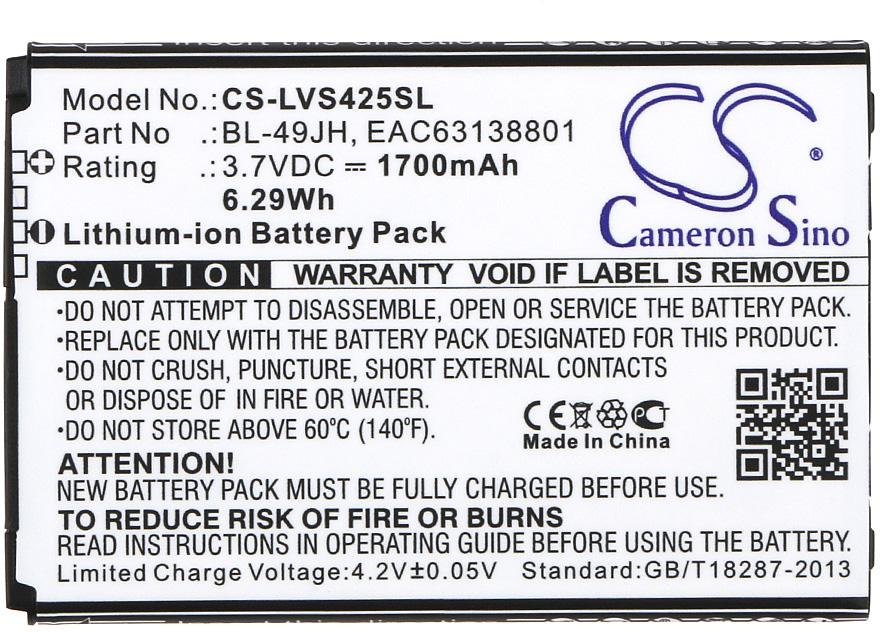 Insert this end first
Model No.:CS-LVS425SL
Part No .:BL-49JH, EAC63138801
Rating .:3.7VDC ⎓ 1700mAh
6.29Wh
Lithium-ion Battery Pack
CS®
Cameron Sino
CAUTION WARRANTY VOID IF LABEL IS REMOVED
•DO NOT ATTEMPT TO DISASSEMBLE, OPEN OR SERVICE THE BATTERY PACK.
•REPLACE ONLY WITH THE BATTERY PACK DESIGNATED FOR THIS PRODUCT.
•DO NOT CRUSH, PUNCTURE, SHORT EXTERNAL CONTACTS
OR DISPOSE OF IN FIRE OR WATER.
•DO NOT STORE ABOVE 60°C (140°F).
CE
Made In China
ATTENTION!
NEW BATTERY PACK MUST BE FULLY CHARGED BEFORE USE.
TO REDUCE RISK OF FIRE OR BURNS
READ INSTRUCTIONS IN OPERATING GUIDE BEFORE USING THE BATTERY.
Limited Charge Voltage:4.2V±0.05V Standard:GB/T18287-2013